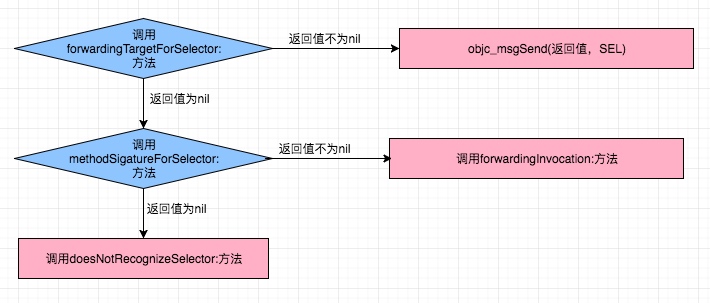 调用
forwardingTargetForSelector:
方法
返回值不为nil
objc_msgSend(返回值，SEL)
返回值为nil
调用
methodSigatureForSelector:
方法
返回值不为nil
调用forwardingInvocation:方法
返回值为nil
调用doesNotRecognizeSelector:方法